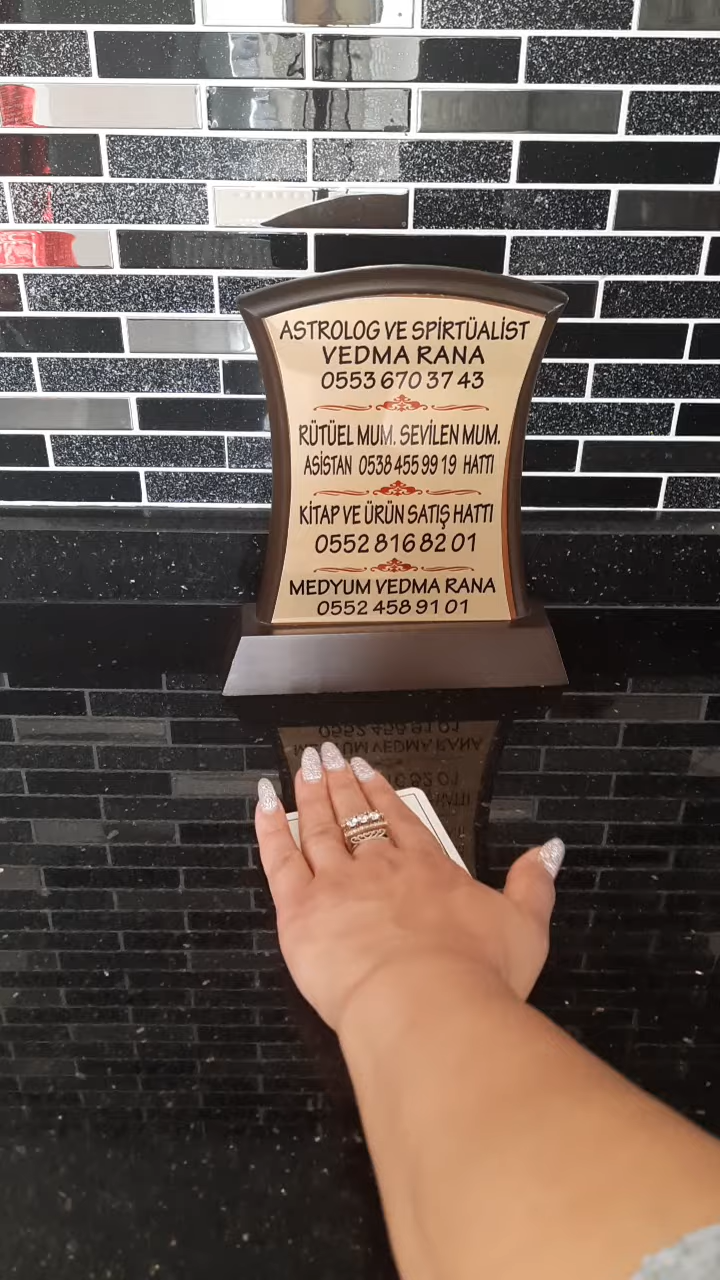 ASTROLOG VE SPİRTÜALİST
VEDMA RANA
0553 670 37 43
RÜTÜEL MUM. SEVİLEN MUM.
ASİSTAN 0538 455 99 19 HATTI
KİTAP VE ÜRÜN SATIŞ HATTI
0552 816 82 01
MEDYUM VEDMA RANA
0552 458 91 01